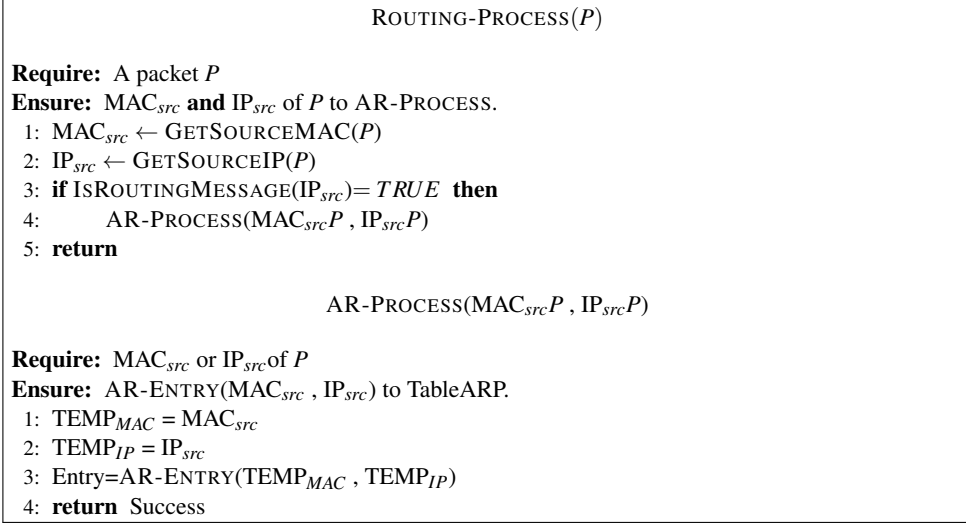 ROUTING-PROCESS(P)
Require: A packet P
Ensure: MACsrc and IPsrc of P to AR-PROCESS.
1: MACsrc ← GETSOURCEMAC(P)
2: IPsrc ← GETSOURCEIP(P)
3: if ISROUTINGMESSAGE(IPsrc)= TRUE then
4: AR-PROCESS(MACsrcP , IPsrcP)
5: return
AR-PROCESS(MACsrcP , IPsrcP)
Require: MACsrc or IPsrcof P
Ensure: AR-ENTRY(MACsrc , IPsrc) to TableARP.
1: TEMPMAC = MACsrc
2: TEMPIP = IPsrc
3: Entry=AR-ENTRY(TEMPMAC , TEMPIP)
4: return Success